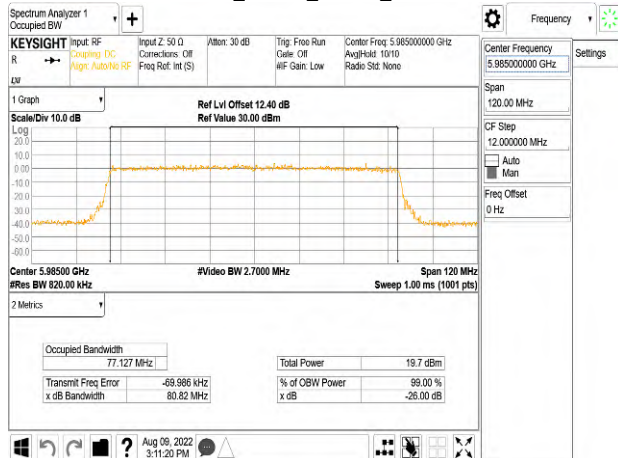 Spectrum Analyzer 1
Occupied BW
+
Frequency
KEYSIGHT
R
LXI
Input: RF
Coupling: DC
Align: Auto/No RF
Input Z: 50 Ω
Corrections: Off
Freq Ref: Int (S)
Atten: 30 dB
Trig: Free Run
Gate: Off
#IF Gain: Low
Center Freq: 5.985000000 GHz
Avg|Hold: 10/10
Radio Std: None
Center Frequency
5.985000000 GHz
Settings
Span
120.00 MHz
CF Step
12.000000 MHz
Auto
Man
Freq Offset
0 Hz
1 Graph
Scale/Div 10.0 dB
Ref Lvl Offset 12.40 dB
Ref Value 30.00 dBm
Log
20.0
10.0
0.00
-10.0
-20.0
-30.0
-40.0
-50.0
-60.0
Center 5.98500 GHz
#Video BW 2.7000 MHz
Span 120 MHz
#Res BW 820.00 kHz
Sweep 1.00 ms (1001 pts)
2 Metrics
Occupied Bandwidth
77.127 MHz
Total Power 19.7 dBm
Transmit Freq Error -69.986 kHz
% of OBW Power 99.00 %
x dB Bandwidth 80.82 MHz
x dB -26.00 dB
?
Aug 09, 2022
3:11:20 PM